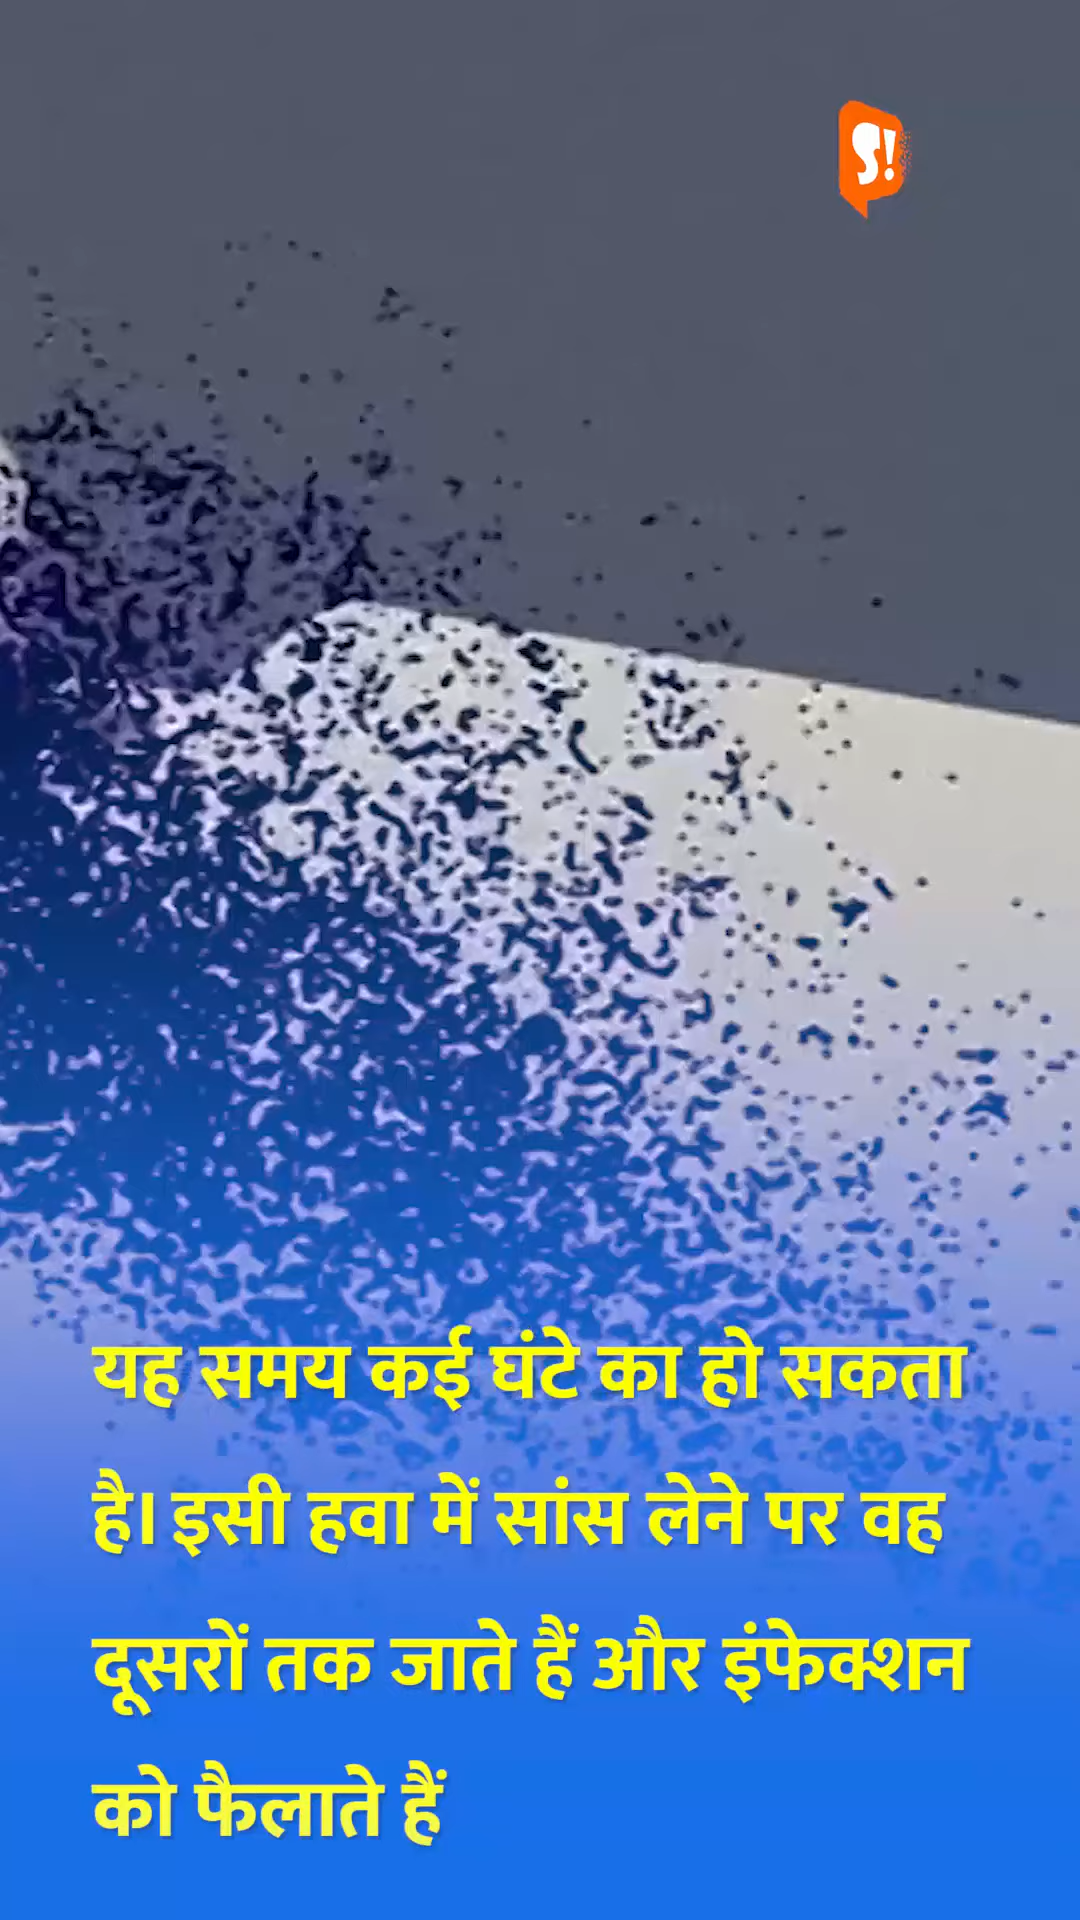 S!
यह समय कई घंटे का हो सकता
है। इसी हवा में सांस लेने पर वह
दूसरों तक जाते हैं और इंफेक्शन
को फैलाते हैं